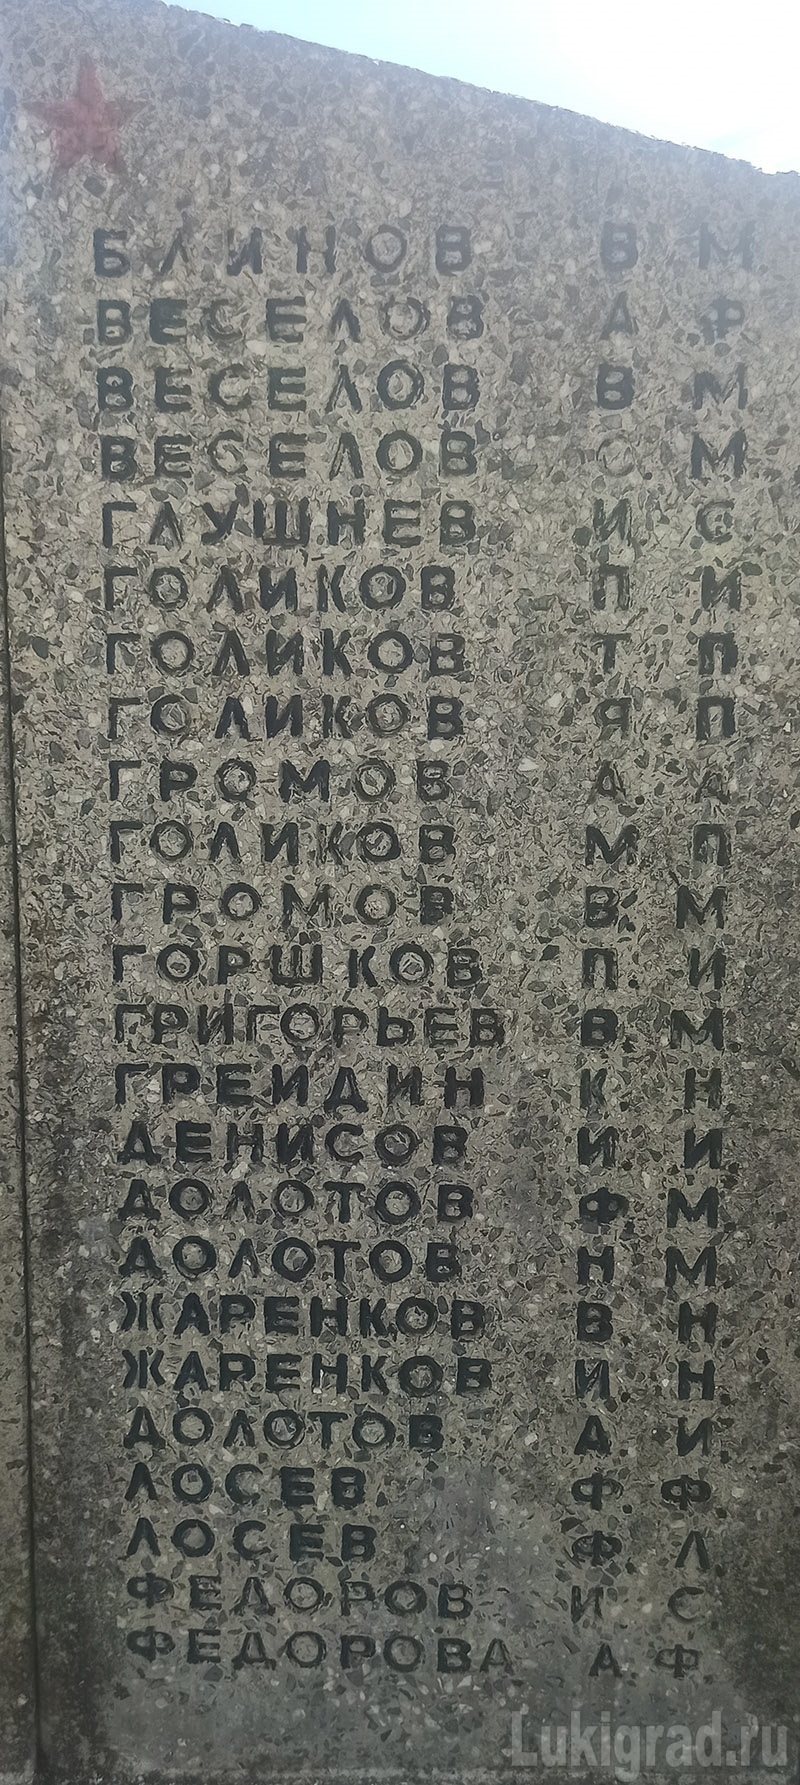 БЛИНОВ В М
ВЕСЕЛОВ А Ф
ВЕСЕЛОВ В М
ВЕСЕЛОВ О М
ГЛУШНЕВ И С
ГОЛИКОВ П И
ГОЛИКОВ Т П
ГОЛИКОВ Я П
ГРОМОВ А А
ГОЛИКОВ М П
ГРОМОВ В М
ГОРШКОВ П И
ГРИГОРЬЕВ В М
ГРЕИДИН К Н
ДЕНИСОВ И И
ДОЛОТОВ Ф М
ДОЛОТОВ Н М
ЖАРЕНКОВ В Н
ЖАРЕНКОВ И Н
ДОЛОТОВ А И
ЛОСЕВ Ф Ф
ЛОСЕВ Ф Л
ФЕДОРОВ И С
ФЕДОРОВА А Ф
Lukigrad.ru